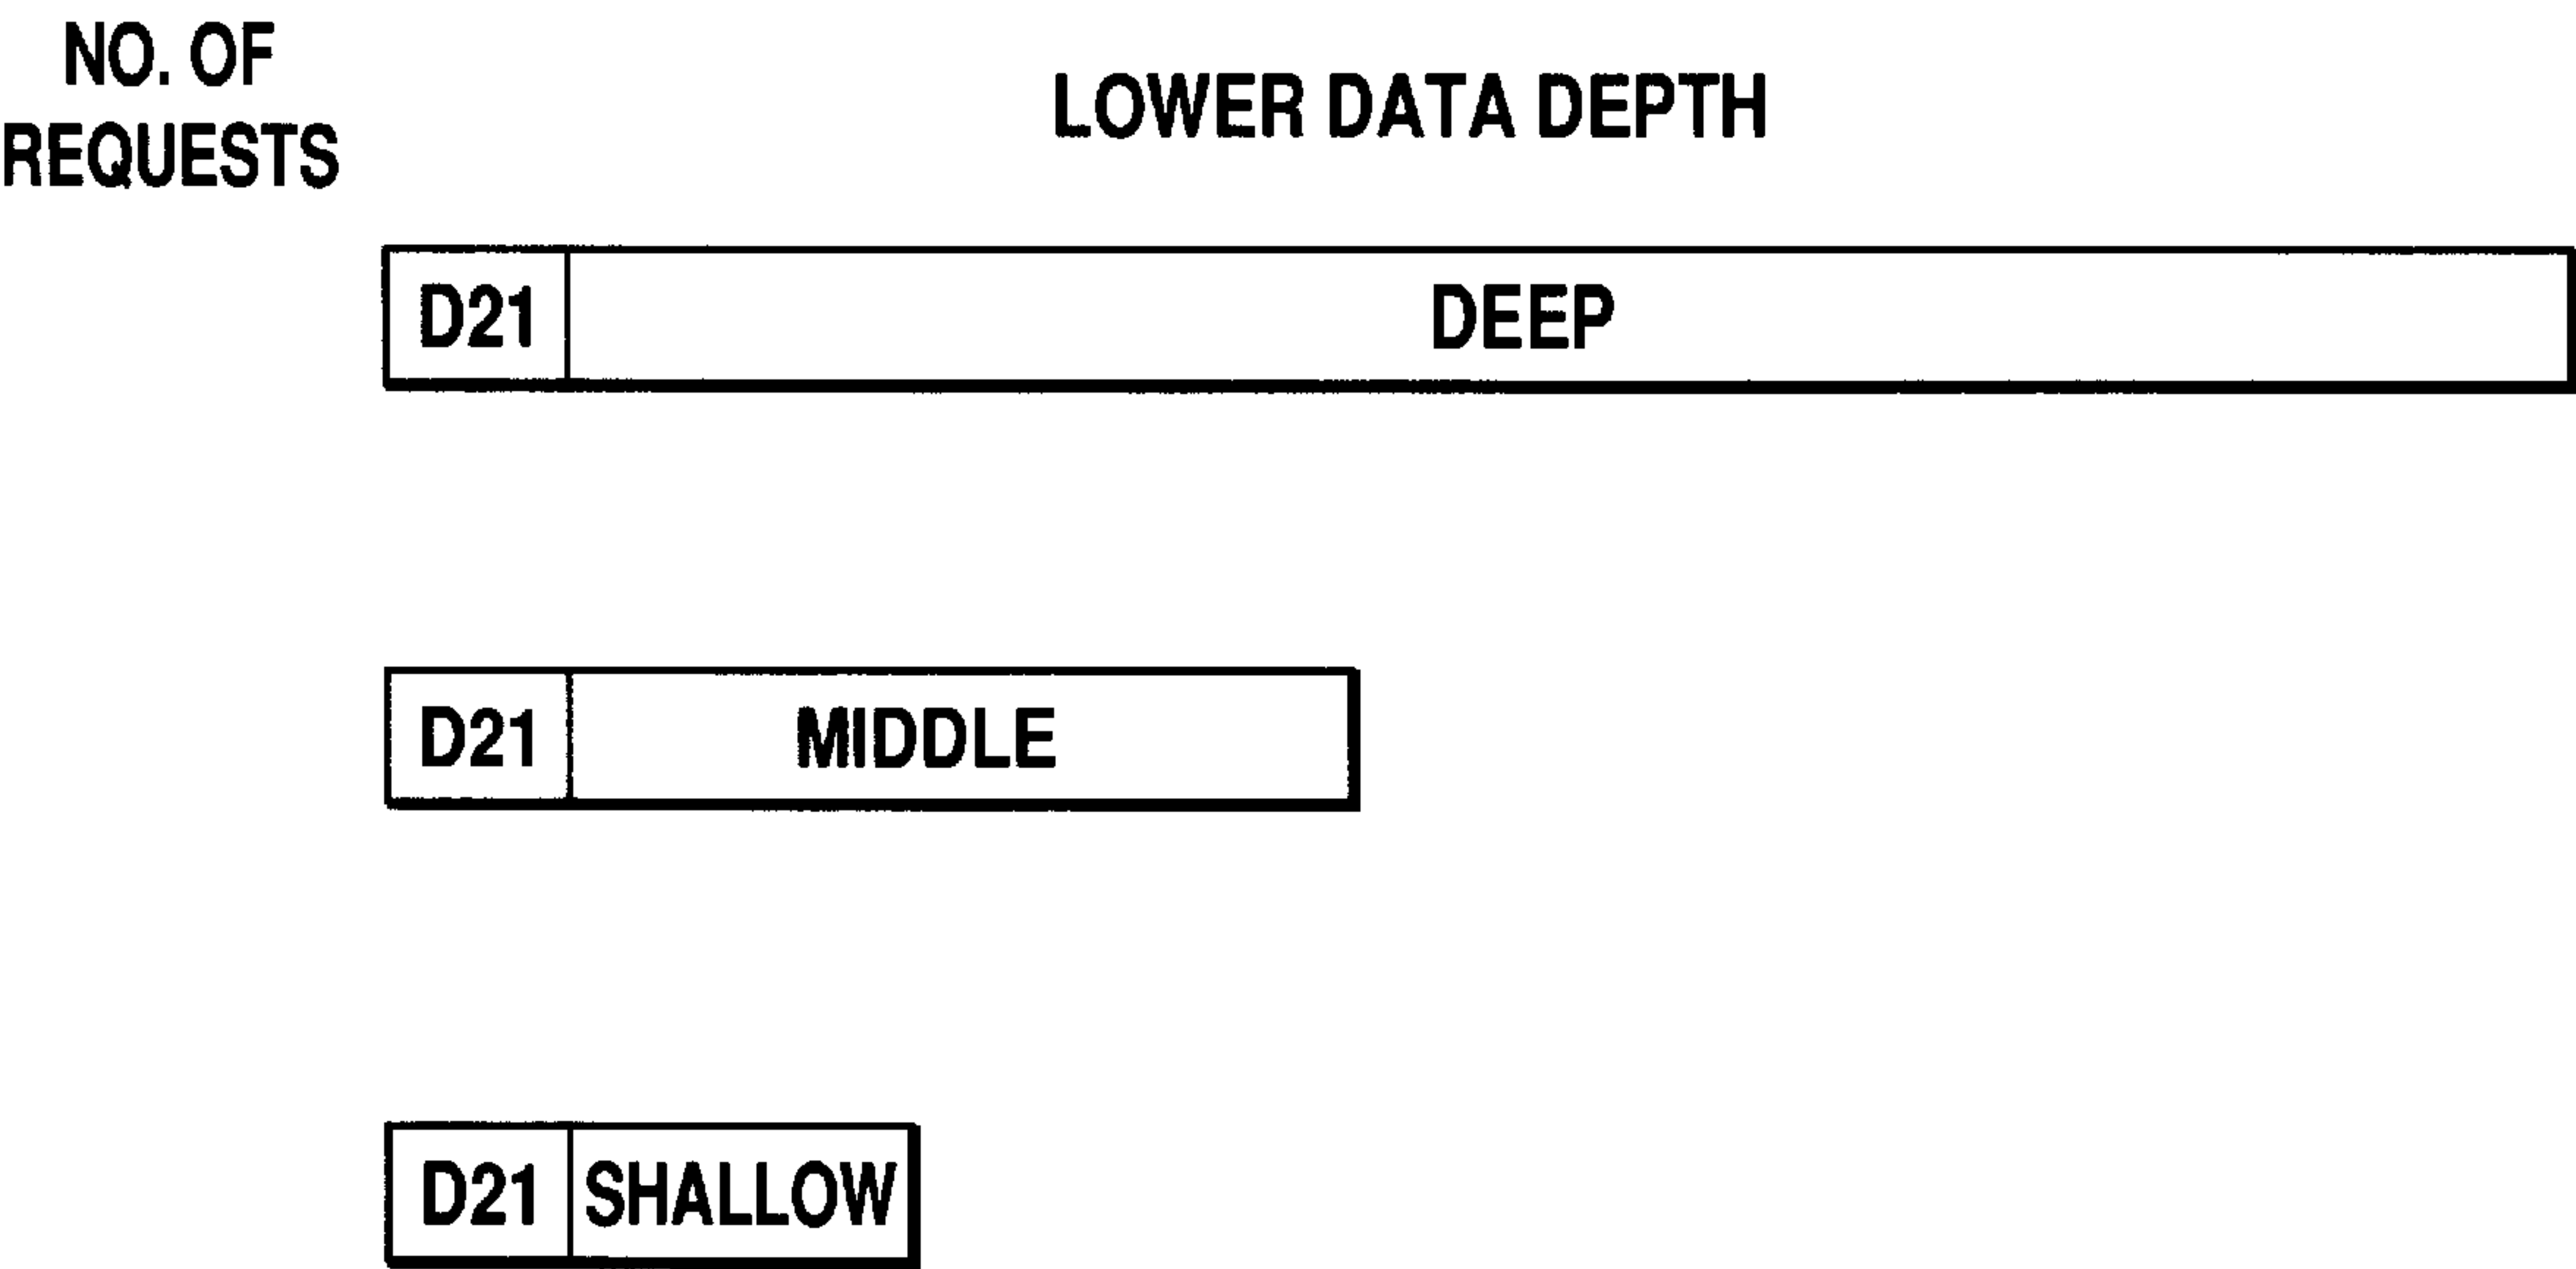 NO. OF
REQUESTS
LOWER DATA DEPTH
D21 DEEP
D21 MIDDLE
D21 SHALLOW